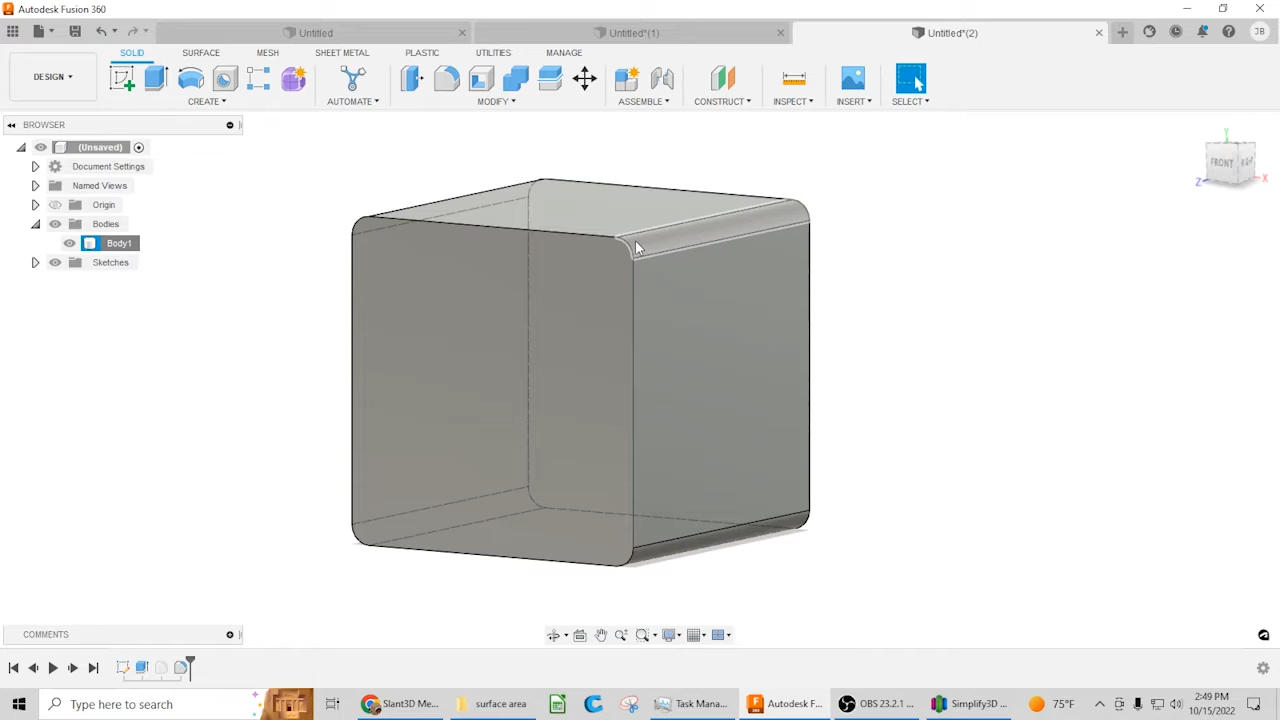 Autodesk Fusion 360
Untitled
Untitled*(1)
Untitled*(2)
JB
DESIGN
SOLID
SURFACE
MESH
SHEET METAL
PLASTIC
UTILITIES
MANAGE
CREATE
AUTOMATE
MODIFY
ASSEMBLE
CONSTRUCT
INSPECT
INSERT
SELECT
BROWSER
(Unsaved)
Document Settings
Named Views
Origin
Bodies
Body1
Sketches
Y
FRONT
Z
X
COMMENTS
Type here to search
Slant3D Me...
surface area
Task Mana...
Autodesk F...
OBS 23.2.1 ...
Simplify3D ...
75°F
2:49 PM
10/15/2022